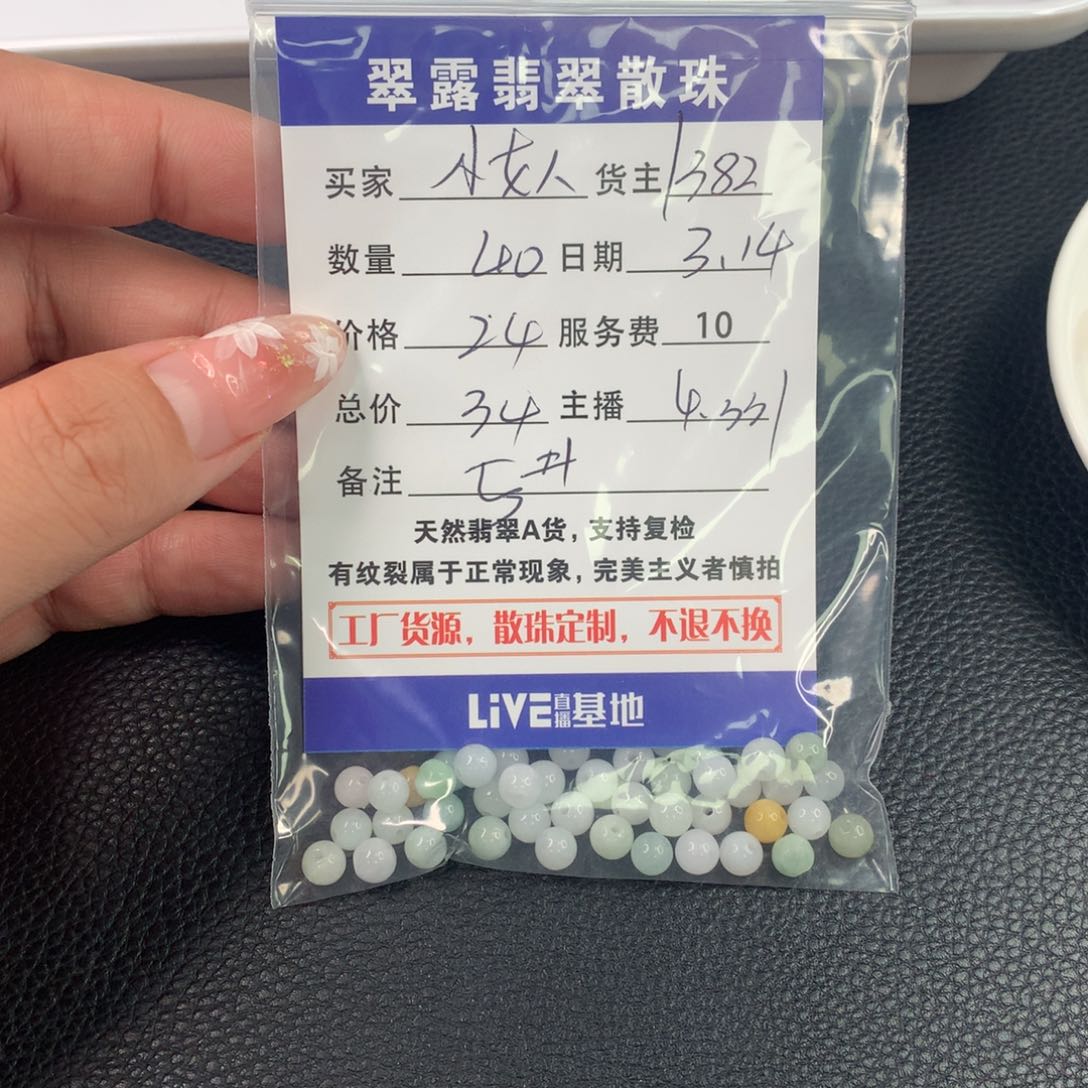 翠露翡翠散珠
买家 小女人 货主 1382
数量 40 日期 3.14
价格 24 服务费 10
总价 34 主播
备注
天然翡翠A货，支持复检
有纹裂属于正常现象，完美主义者慎拍
工厂货源，散珠定制，不退不换
LiVE直播基地